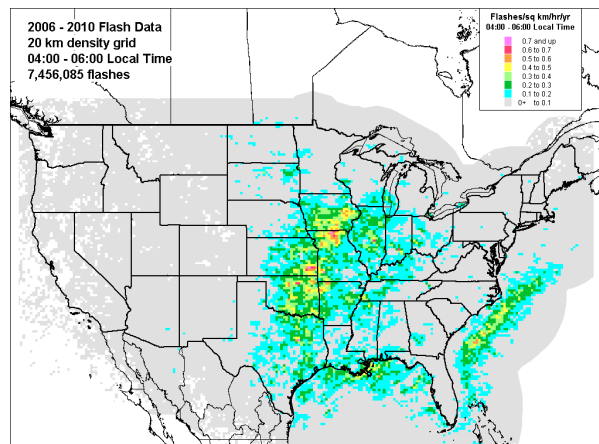 2006 - 2010 Flash Data
20 km density grid
04:00 - 06:00 Local Time
7,456,085 flashes
Flashes/sq km/hr/yr
04:00 - 06:00 Local Time
0.7 and up
0.6 to 0.7
0.5 to 0.6
0.4 to 0.5
0.3 to 0.4
0.2 to 0.3
0.1 to 0.2
0+ to 0.1